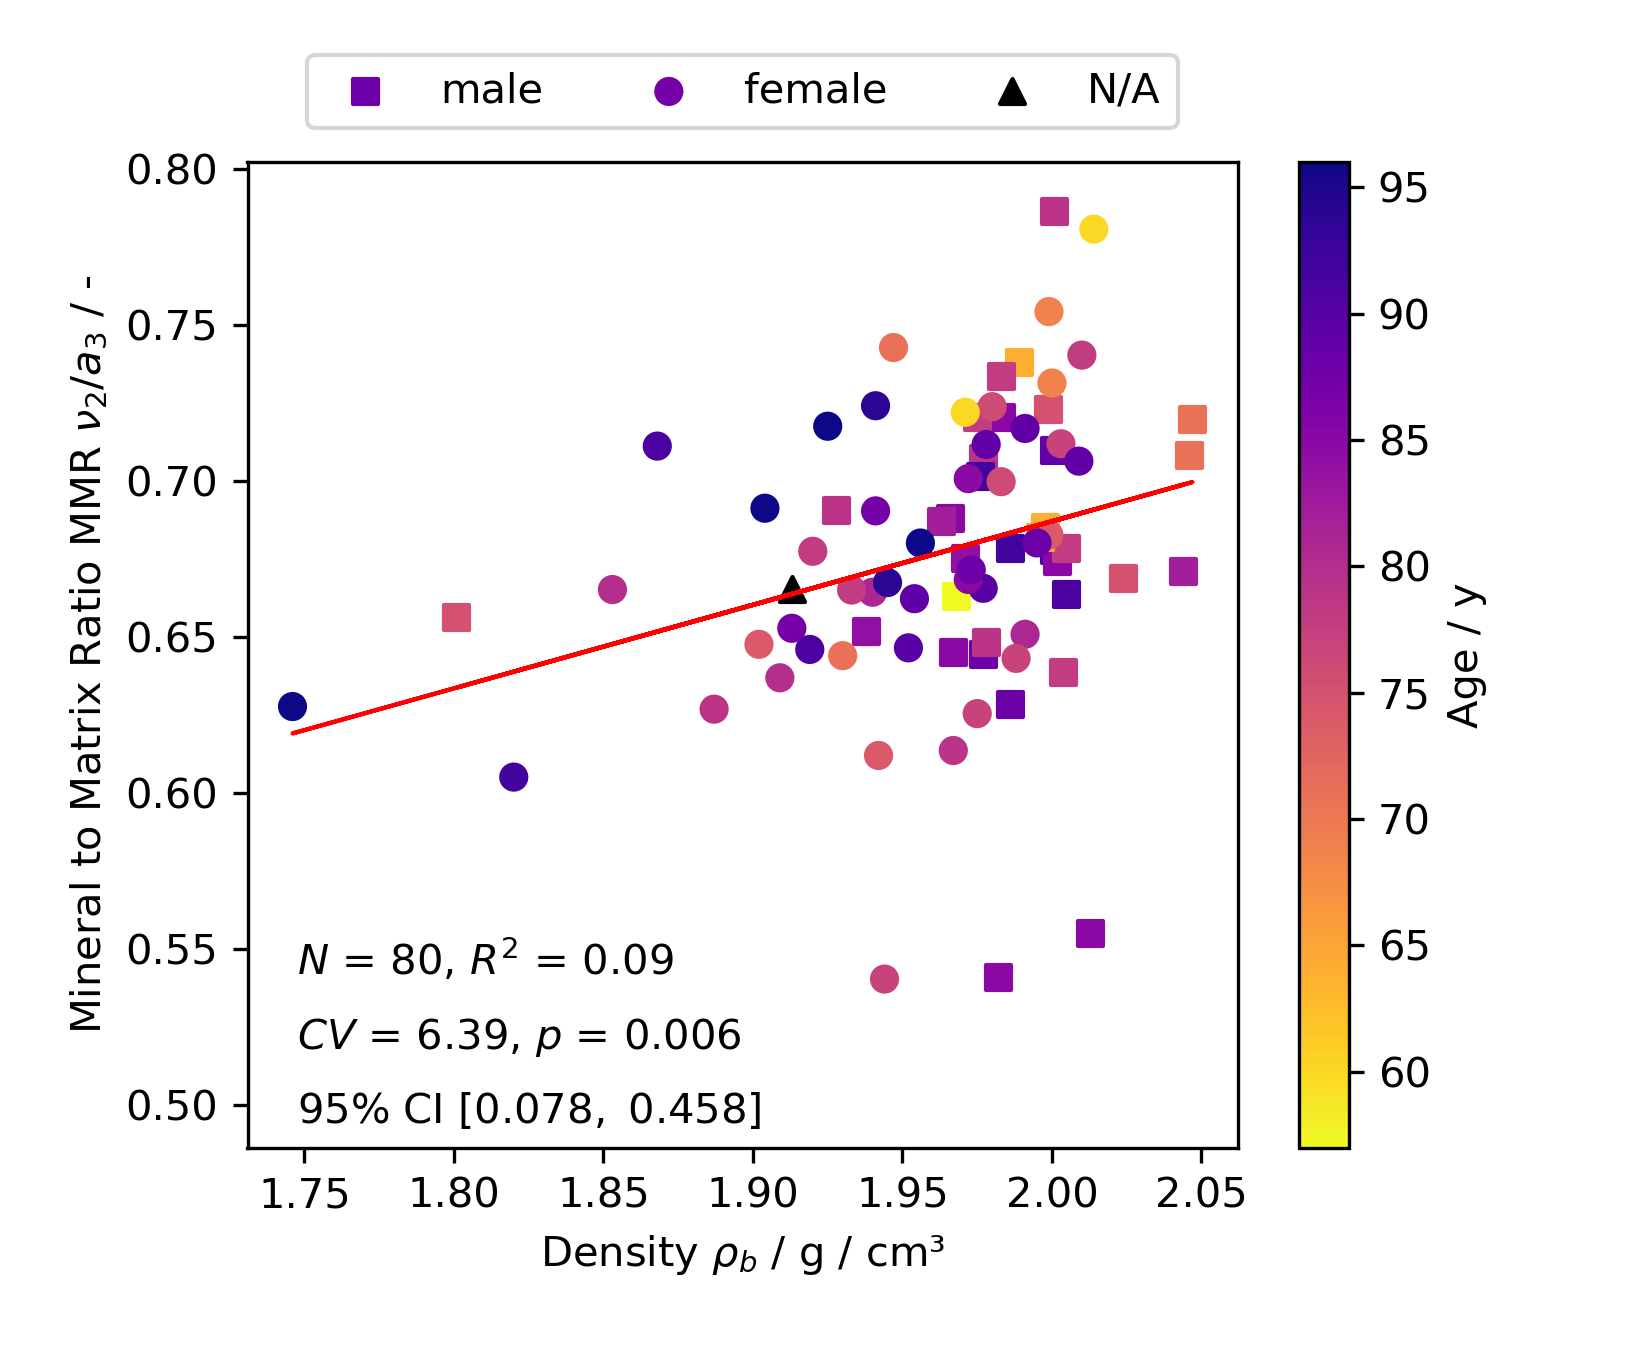 male female N/A
0.80
0.75
0.70
0.65
0.60
0.55
0.50
Mineral to Matrix Ratio MMR ν₂/a₃ / -
N = 80, R² = 0.09
CV = 6.39, p = 0.006
95% CI [0.078, 0.458]
1.75 1.80 1.85 1.90 1.95 2.00 2.05
Density ρ_b / g / cm³
95
90
85
80
75
70
65
60
Age / y